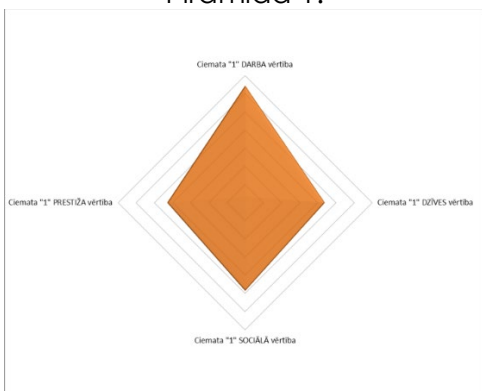 Ciemata "1" DARBA vērtība
Ciemata "1" PRESTIŽA vērtība
Ciemata "1" DZĪVES vērtība
Ciemata "1" SOCIĀLĀ vērtība